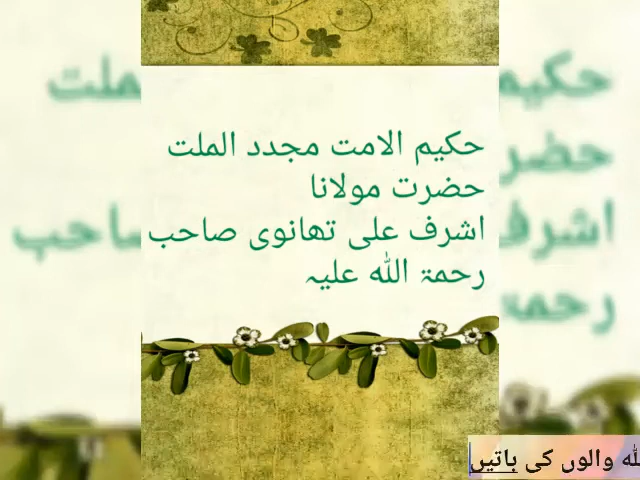 حکیم الامت مجدد الملت
حضرت مولانا
اشرف علی تھانوی صاحب
رحمۃ اللہ علیہ
والوں کی باتیں